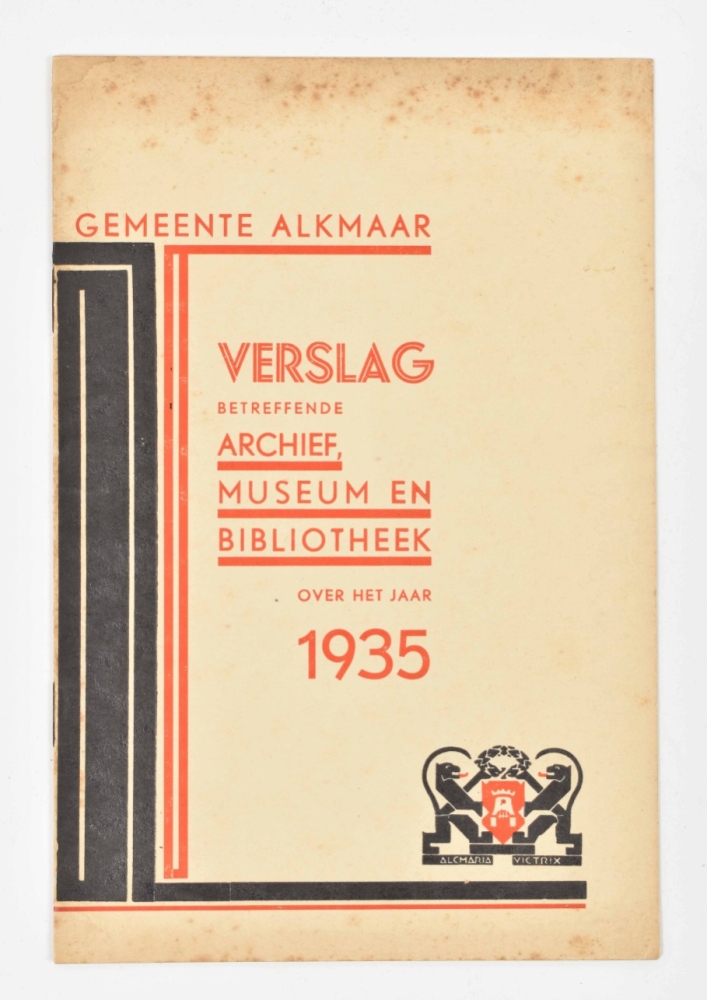 GEMEENTE ALKMAAR
VERSLAG
BETREFFENDE
ARCHIEF,
MUSEUM EN
BIBLIOTHEEK
OVER HET JAAR
1935
ALCMARIA VICTRIX